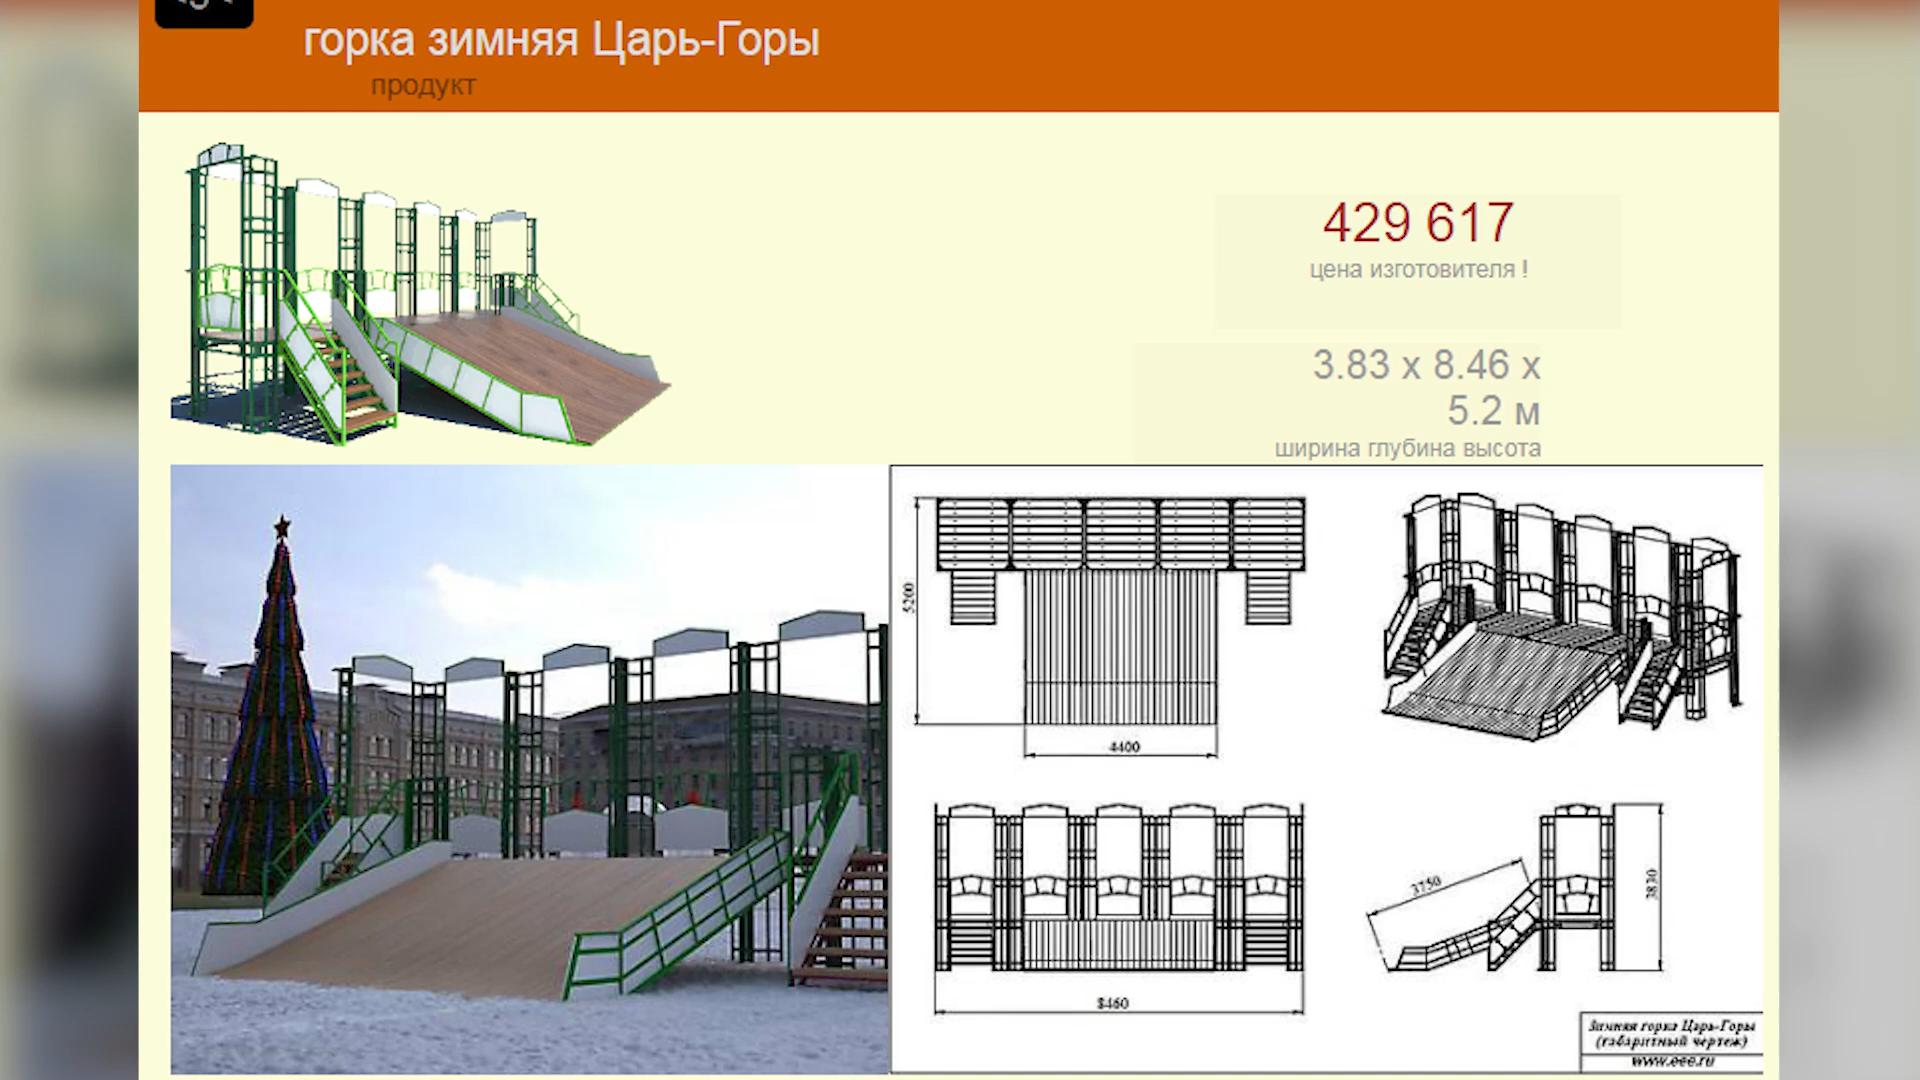 горка зимняя Царь-Горы
продукт
429 617
цена изготовителя !
3.83 x 8.46 x
5.2 м
ширина глубина высота
5200
4400
8460
3750
3830
Зимняя горка Царь-Горы
(габаритный чертеж)
www.eee.ru